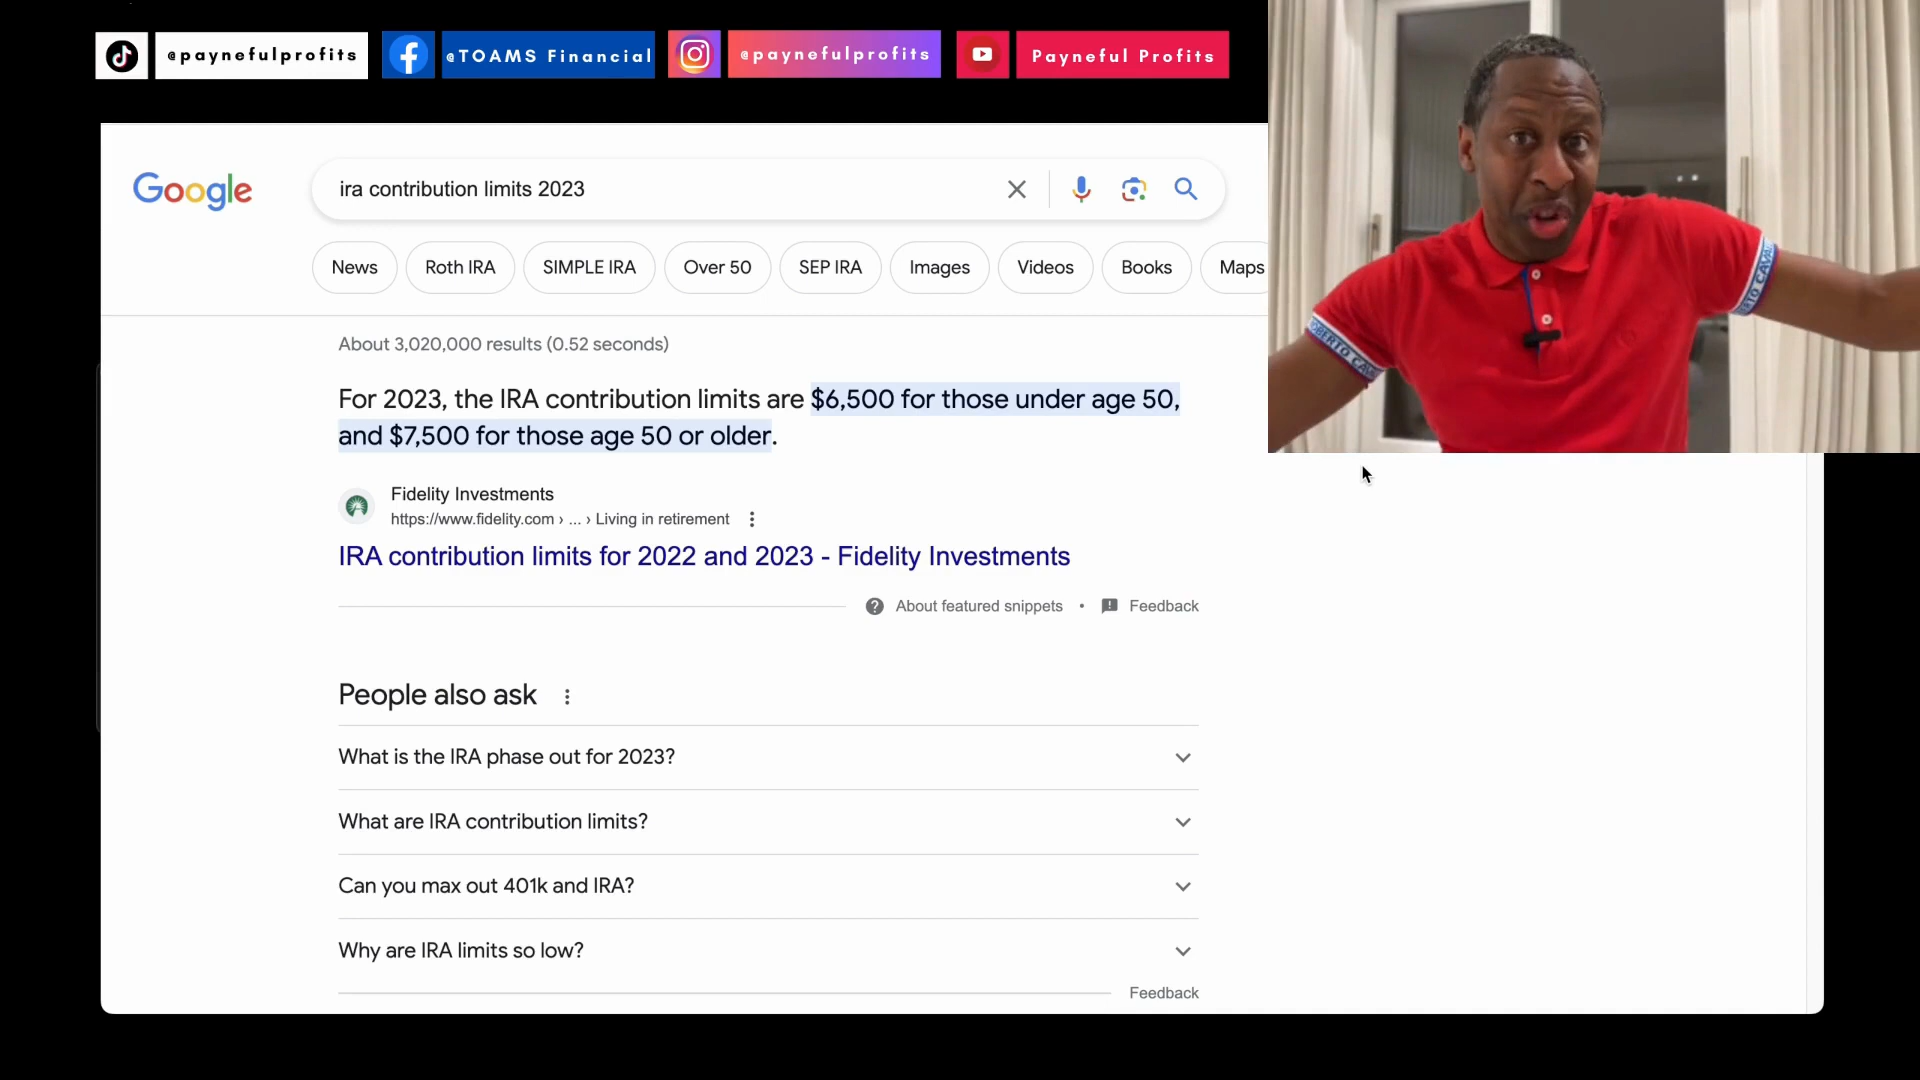 @paynefulprofits
@TOAMS Financial
@paynefulprofits
Payneful Profits
Google
ira contribution limits 2023
News
Roth IRA
SIMPLE IRA
Over 50
SEP IRA
Images
Videos
Books
Maps
About 3,020,000 results (0.52 seconds)
For 2023, the IRA contribution limits are $6,500 for those under age 50,
and $7,500 for those age 50 or older.
Fidelity Investments
https://www.fidelity.com › ... › Living in retirement
IRA contribution limits for 2022 and 2023 - Fidelity Investments
About featured snippets • Feedback
People also ask
What is the IRA phase out for 2023?
What are IRA contribution limits?
Can you max out 401k and IRA?
Why are IRA limits so low?
Feedback